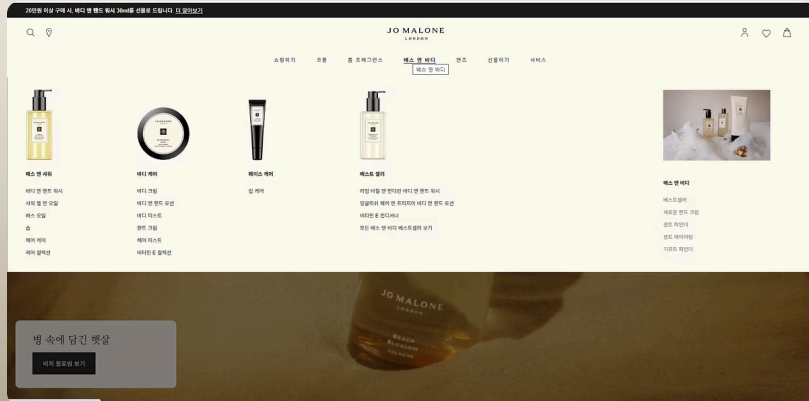 20만원 이상 구매 시, 바디 앤 핸드 워시 30ml를 선물로 드립니다. 더 알아보기
JO MALONE
LONDON
쇼핑하기 코롱 홈 프래그런스 배스 앤 바디 맨즈 선물하기 서비스
배스 앤 바디
배스 앤 샤워
바디 앤 핸드 워시
샤워 젤 앤 오일
배스 오일
솝
헤어 케어
케어 컬렉션
바디 케어
바디 크림
바디 앤 핸드 로션
바디 미스트
핸드 크림
헤어 미스트
비타민 E 컬렉션
페이스 케어
립 케어
베스트 셀러
라임 바질 앤 만다린 바디 앤 핸드 워시
잉글리쉬 페어 앤 프리지아 바디 앤 핸드 로션
비타민 E 컨디셔너
모든 배스 앤 바디 베스트셀러 보기
배스 앤 바디
베스트셀러
새로운 핸드 크림
센트 파인더
센트 레이어링
기프트 파인더
JO MALONE
LONDON
BEACH
BLOSSOM
COLOGNE
병 속에 담긴 햇살
비치 블로썸 보기